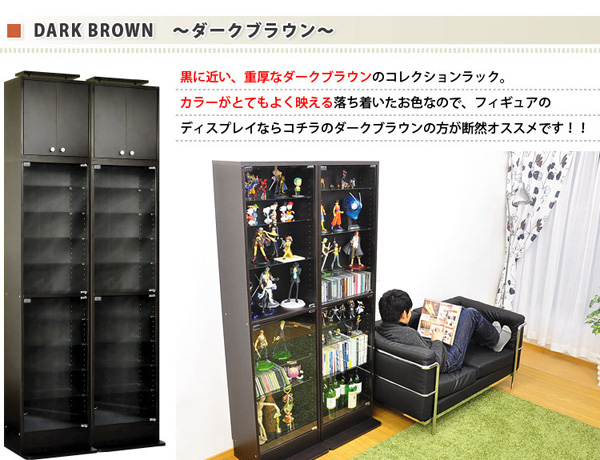 DARK BROWN ～ダークブラウン～
黒に近い、重厚なダークブラウンのコレクションラック。
カラーがとてもよく映える落ち着いたお色なので、フィギュアの
ディスプレイならコチラのダークブラウンの方が断然オススメです！！